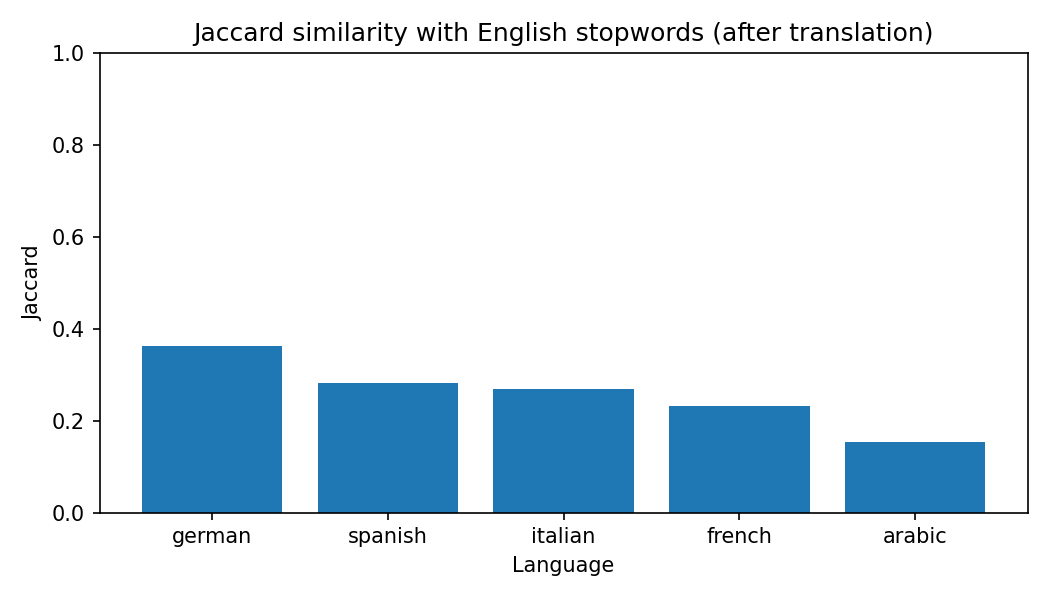 Jaccard similarity with English stopwords (after translation)
1.0
0.8
0.6
0.4
0.2
0.0
Jaccard
german spanish italian french arabic
Language